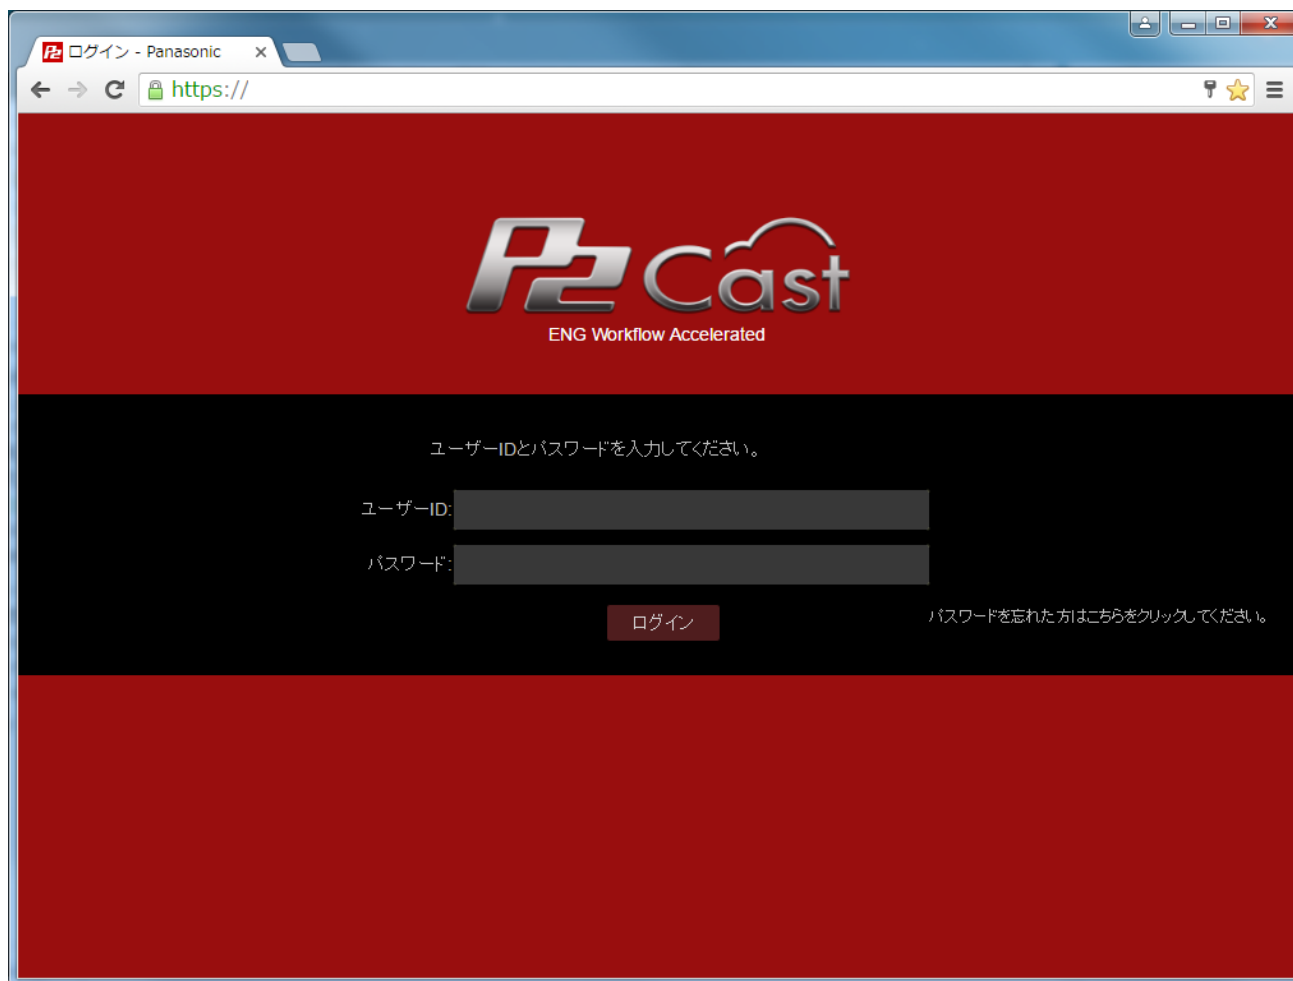 ログイン - Panasonic
https://
P2 Cast
ENG Workflow Accelerated
ユーザーIDとパスワードを入力してください。
ユーザーID:
パスワード:
ログイン
パスワードを忘れた方はこちらをクリックしてください。